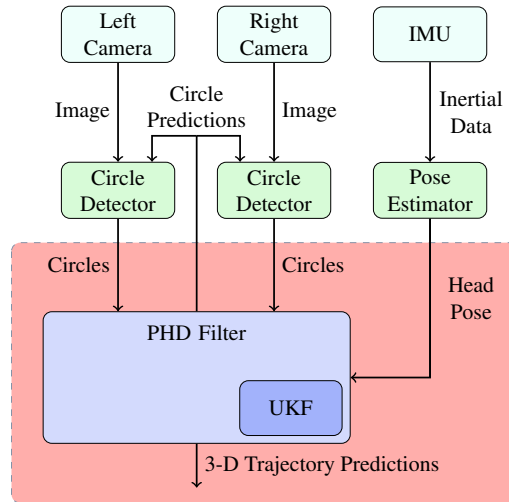 Left
Camera
Right
Camera
IMU
Image
Circle
Predictions
Image
Inertial
Data
Circle
Detector
Circle
Detector
Pose
Estimator
Circles
Circles
Head
Pose
PHD Filter
UKF
3-D Trajectory Predictions